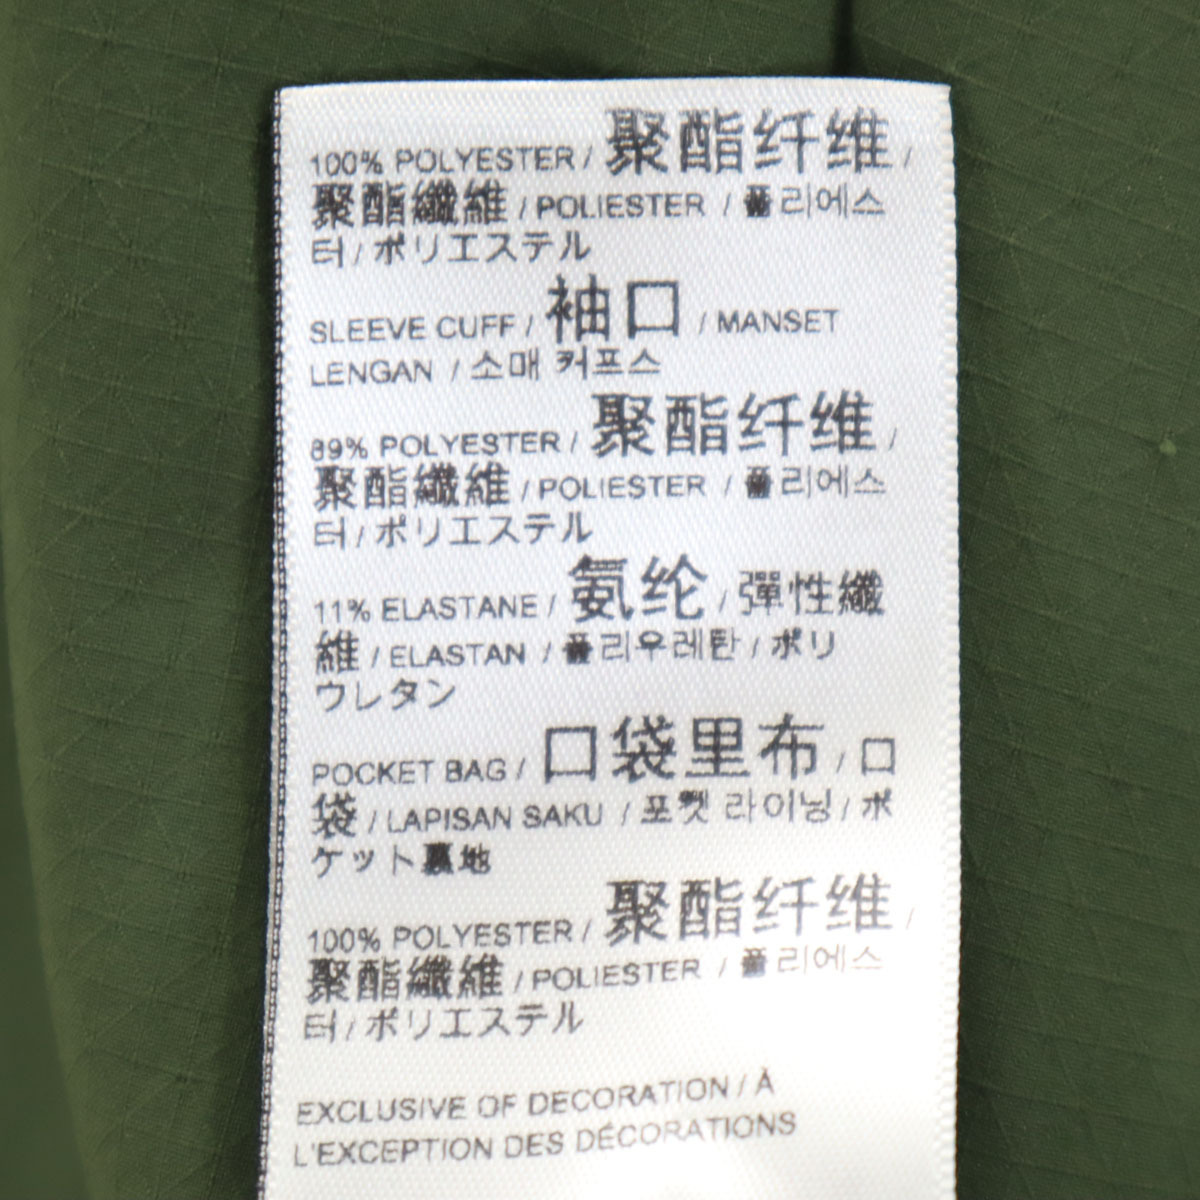 100% POLYESTER / 聚酯纤维 /
聚酯纖維 / POLIESTER / 폴리에스
터 / ポリエステル
SLEEVE CUFF / 袖口 / MANSET
LENGAN / 소매 커프스
89% POLYESTER / 聚酯纤维 /
聚酯纖維 / POLIESTER / 폴리에스
터 / ポリエステル
11% ELASTANE / 氨纶 / 彈性纖
維 / ELASTAN / 폴리우레탄 / ポリ
ウレタン
POCKET BAG / 口袋里布 / 口
袋 / LAPISAN SAKU / 포켓 라이닝 / ポ
ケット裏地
100% POLYESTER / 聚酯纤维 /
聚酯纖維 / POLIESTER / 폴리에스
터 / ポリエステル
EXCLUSIVE OF DECORATION / À
L'EXCEPTION DES DÉCORATIONS